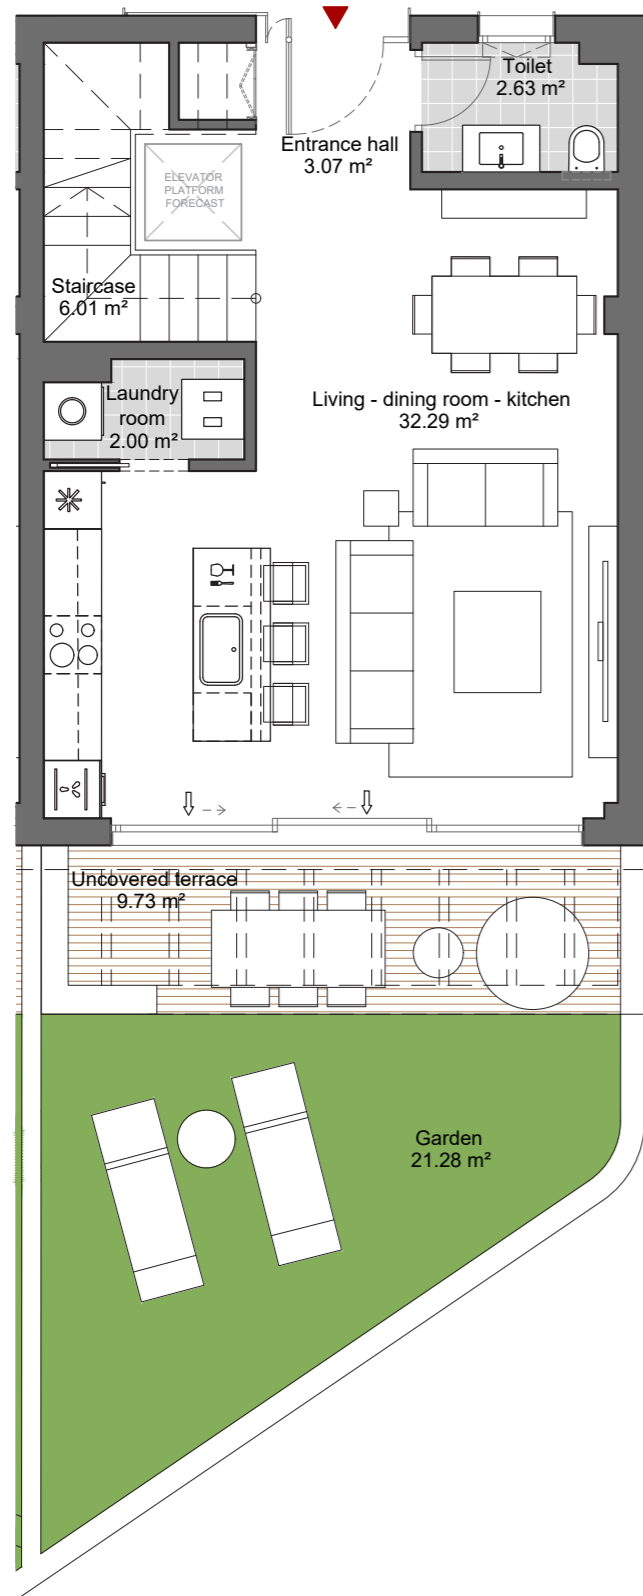 Toilet
2.63 m²
Entrance hall
3.07 m²
ELEVATOR
PLATFORM
FORECAST
Staircase
6.01 m²
Laundry
room
2.00 m²
Living - dining room - kitchen
32.29 m²
Uncovered terrace
9.73 m²
Garden
21.28 m²